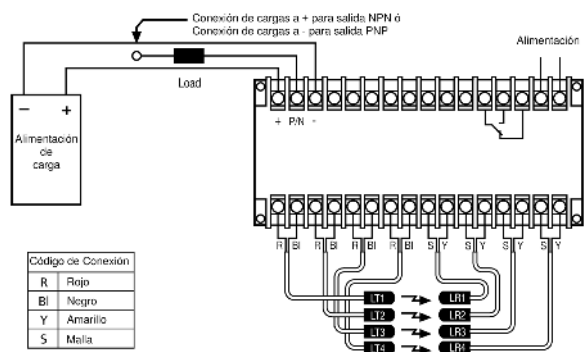 Conexión de cargas a + para salida NPN ó
Conexión de cargas a - para salida PNP
Alimentación
Load
− +
Alimentación
de
carga
+ P/N -
R Bl R Bl R Bl R Bl S Y S Y S Y S Y
Código de Conexión
R Rojo
Bl Negro
Y Amarillo
S Malla
LT1 LR1
LT2 LR2
LT3 LR3
LT4 LR4